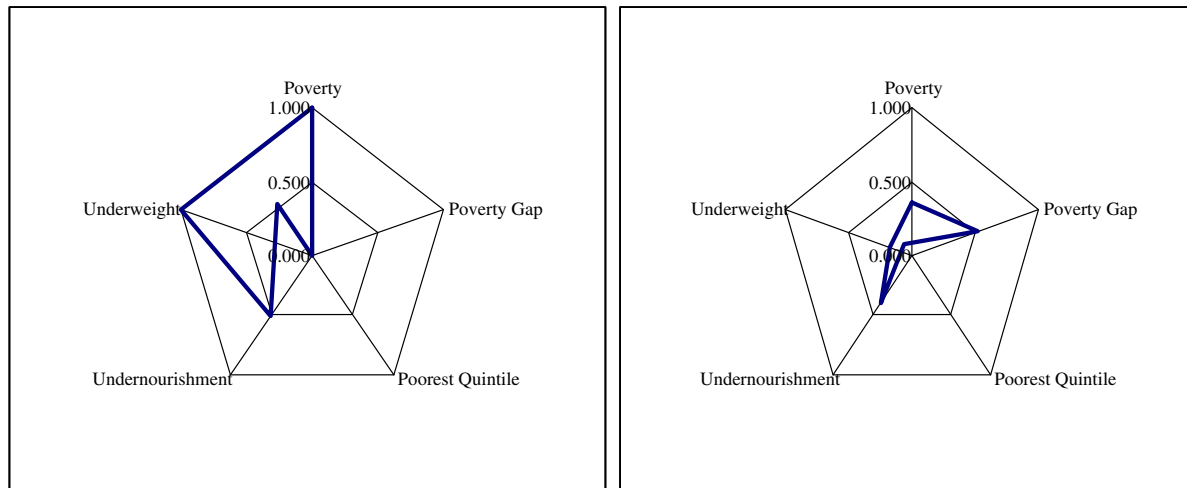 Poverty
1.000
0.500
Underweight
Poverty Gap
0.000
Undernourishment
Poorest Quintile
Poverty
1.000
0.500
Underweight
Poverty Gap
0.000
Undernourishment
Poorest Quintile